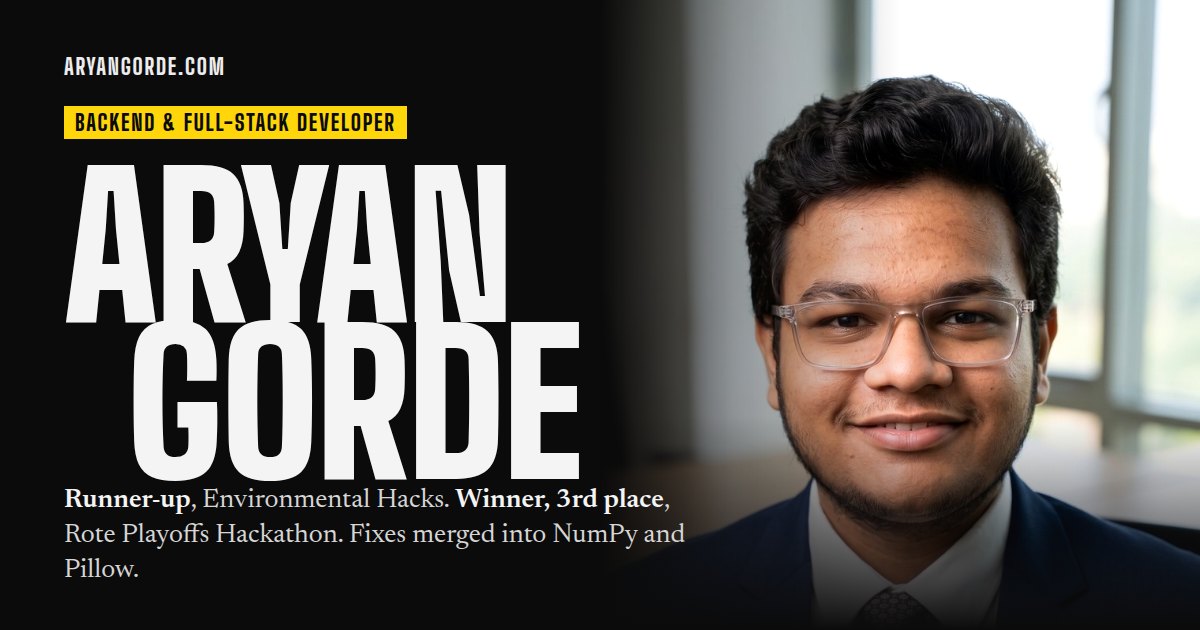 ARYANGORDE.COM
BACKEND & FULL-STACK DEVELOPER
ARYAN
GORDE
Runner-up, Environmental Hacks. Winner, 3rd place,
Rote Playoffs Hackathon. Fixes merged into NumPy and
Pillow.